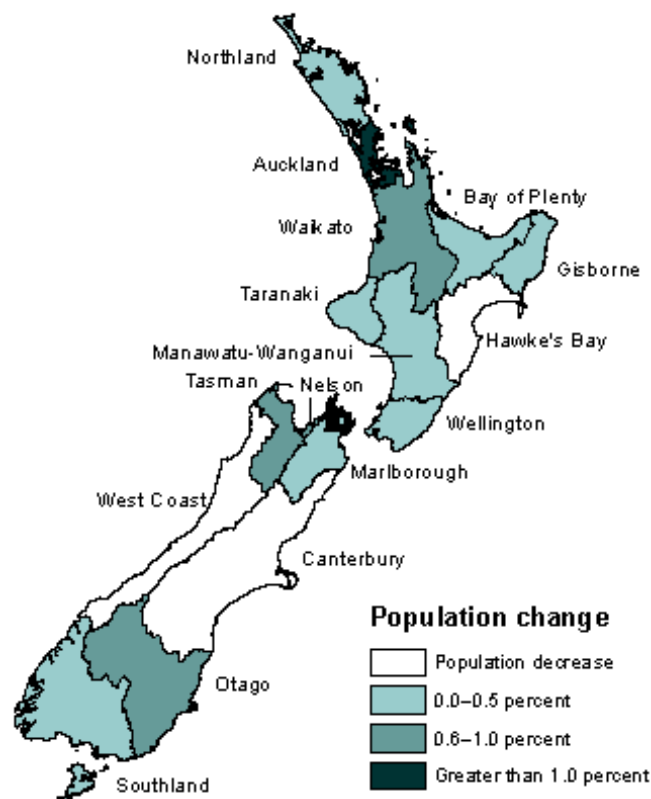 Northland
Auckland
Bay of Plenty
Waikato
Gisborne
Taranaki
Hawke's Bay
Manawatu-Wanganui
Tasman
Nelson
Wellington
Marlborough
West Coast
Canterbury
Population change
Population decrease
Otago
0.0–0.5 percent
0.6–1.0 percent
Greater than 1.0 percent
Southland